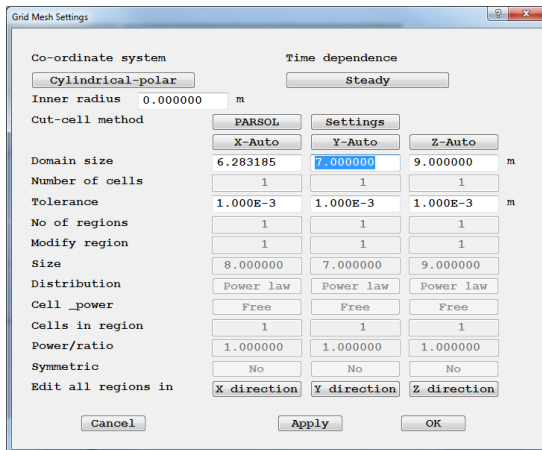 Grid Mesh Settings
Co-ordinate system Time dependence
Cylindrical-polar Steady
Inner radius 0.000000 m
Cut-cell method PARSOL Settings
X-Auto Y-Auto Z-Auto
Domain size 6.283185 7.000000 9.000000 m
Number of cells 1 1 1
Tolerance 1.000E-3 1.000E-3 1.000E-3 m
No of regions 1 1 1
Modify region 1 1 1
Size 8.000000 7.000000 9.000000
Distribution Power law Power law Power law
Cell _power Free Free Free
Cells in region 1 1 1
Power/ratio 1.000000 1.000000 1.000000
Symmetric No No No
Edit all regions in X direction Y direction Z direction
Cancel Apply OK